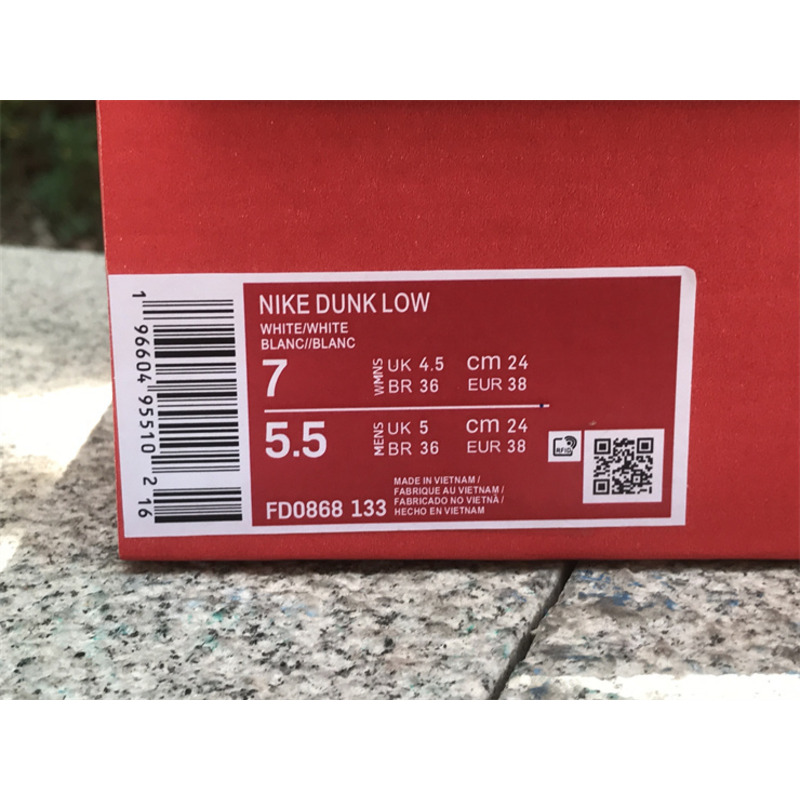 NIKE DUNK LOW
WHITE/WHITE
BLANC//BLANC
7 WMNS UK 4.5 cm 24
BR 36 EUR 38
5.5 MENS UK 5 cm 24
BR 36 EUR 38
RFID
FD0868 133
MADE IN VIETNAM /
FABRIQUE AU VIETNAM /
FABRICADO NO VIETNÃ /
HECHO EN VIETNAM
1 96604 95510 2 16